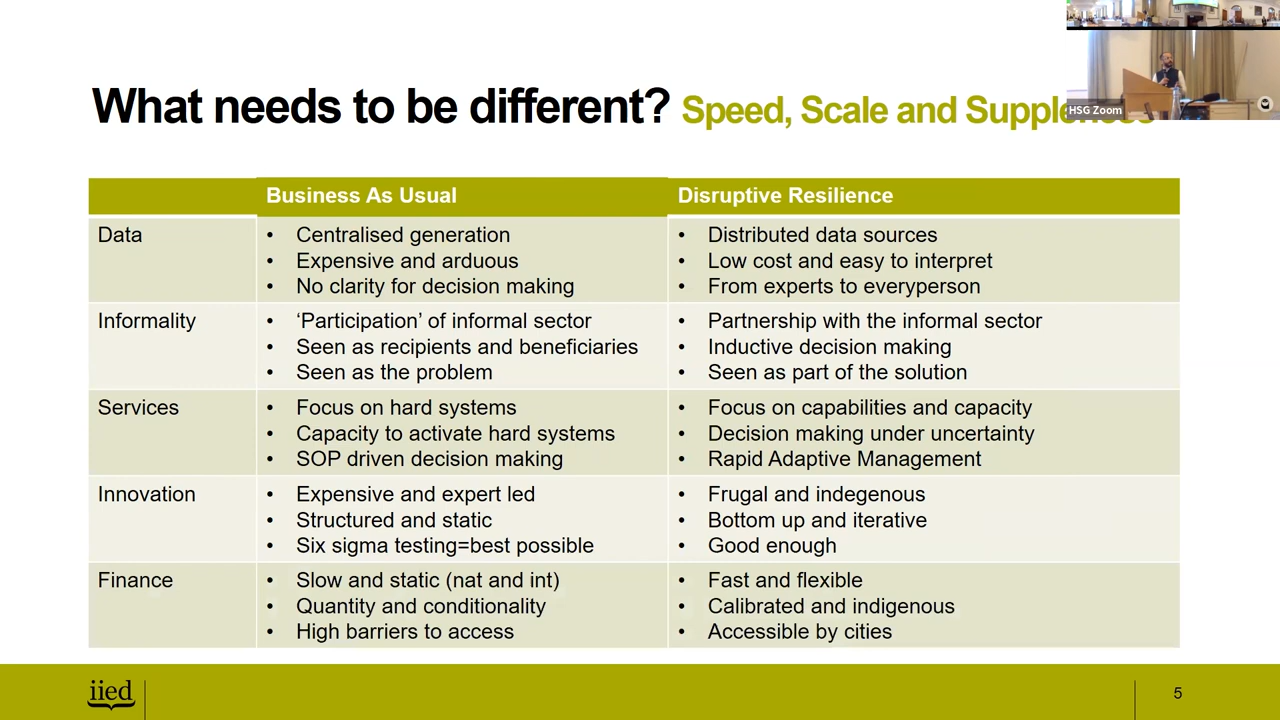 What needs to be different? Speed, Scale and
HSG Zoom
Business As Usual
Disruptive Resilience
Data
• Centralised generation
• Expensive and arduous
• No clarity for decision making
• Distributed data sources
• Low cost and easy to interpret
• From experts to everyperson
Informality
• ‘Participation’ of informal sector
• Seen as recipients and beneficiaries
• Seen as the problem
• Partnership with the informal sector
• Inductive decision making
• Seen as part of the solution
Services
• Focus on hard systems
• Capacity to activate hard systems
• SOP driven decision making
• Focus on capabilities and capacity
• Decision making under uncertainty
• Rapid Adaptive Management
Innovation
• Expensive and expert led
• Structured and static
• Six sigma testing=best possible
• Frugal and indegenous
• Bottom up and iterative
• Good enough
Finance
• Slow and static (nat and int)
• Quantity and conditionality
• High barriers to access
• Fast and flexible
• Calibrated and indigenous
• Accessible by cities
iied
5